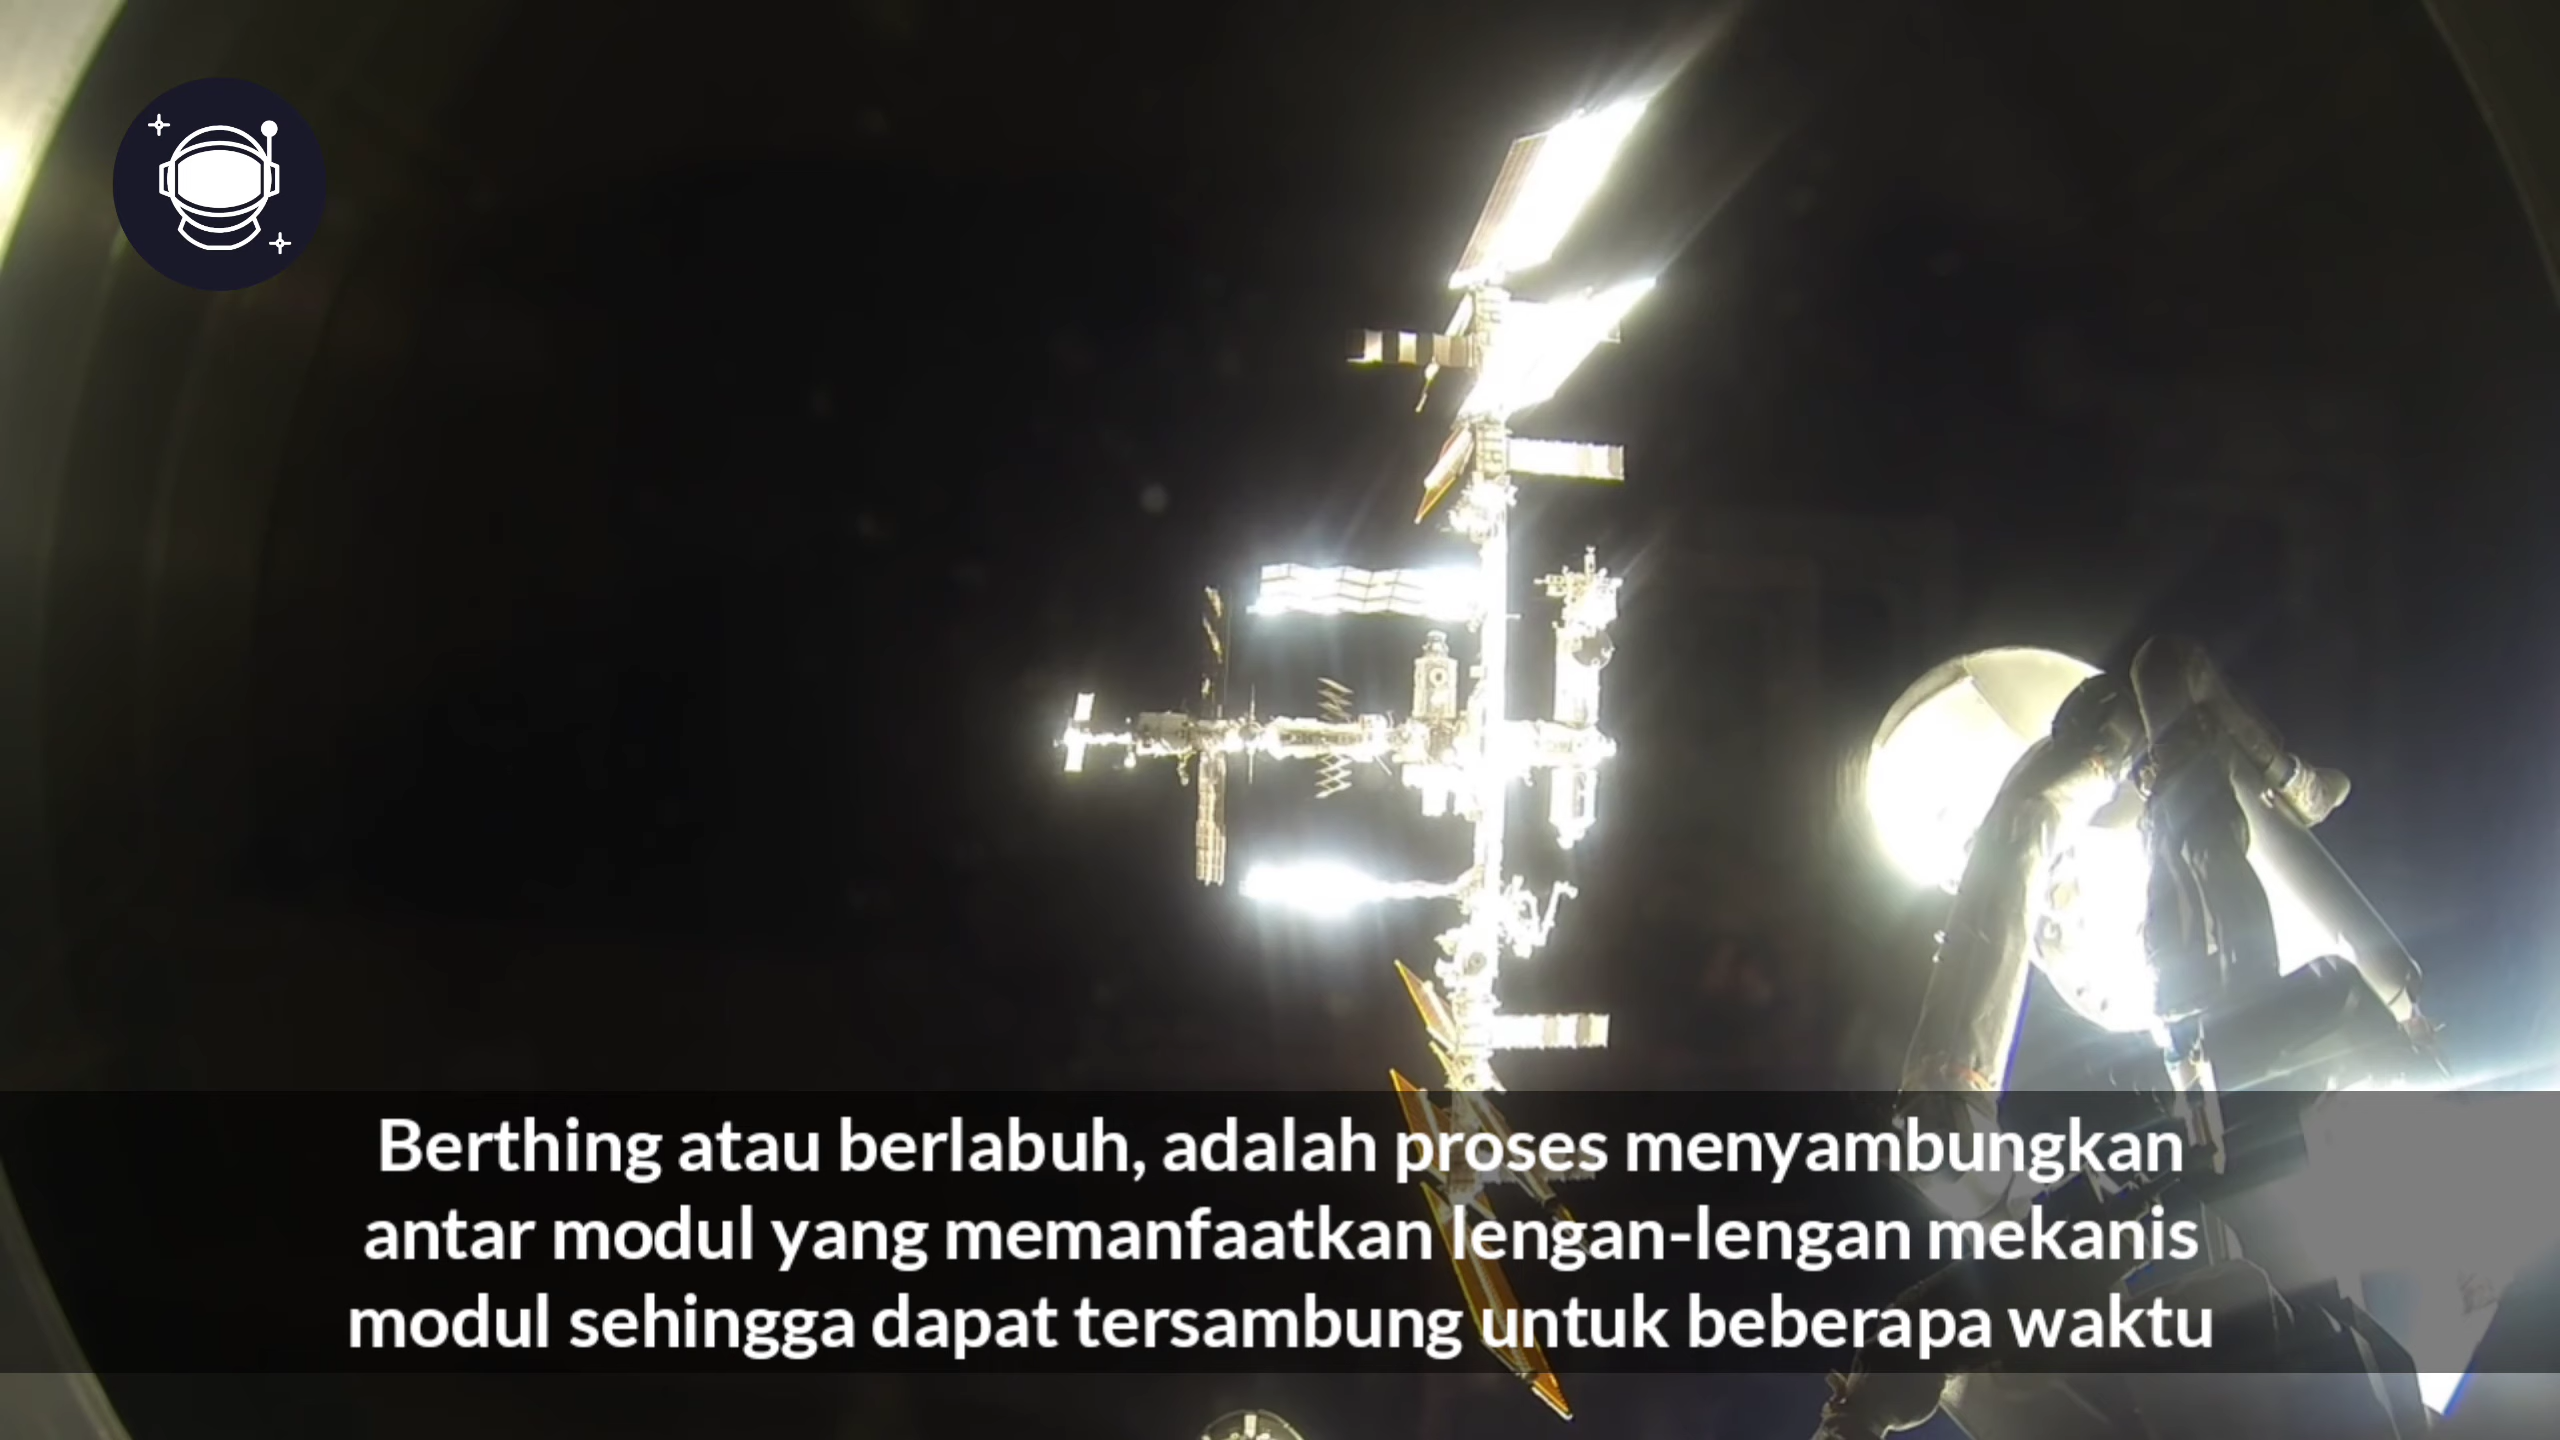 Berthing atau berlabuh, adalah proses menyambungkan
antar modul yang memanfaatkan lengan-lengan mekanis
modul sehingga dapat tersambung untuk beberapa waktu